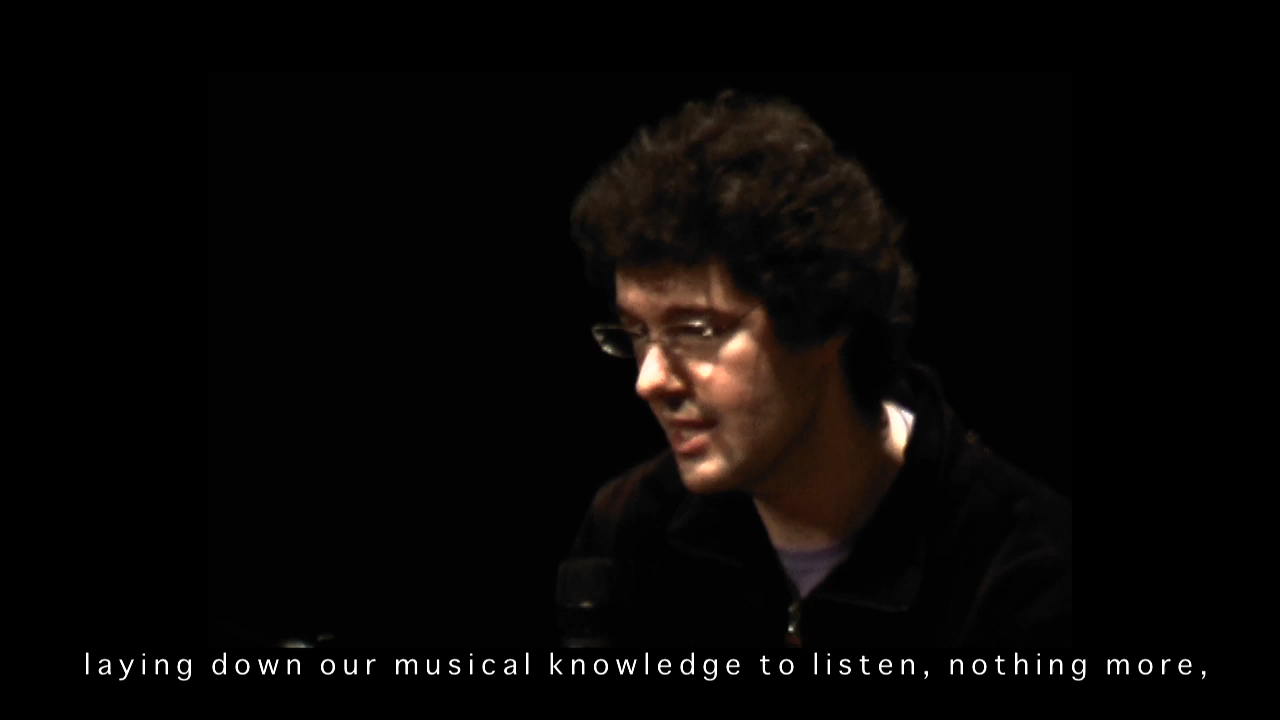 laying down our musical knowledge to listen, nothing more,